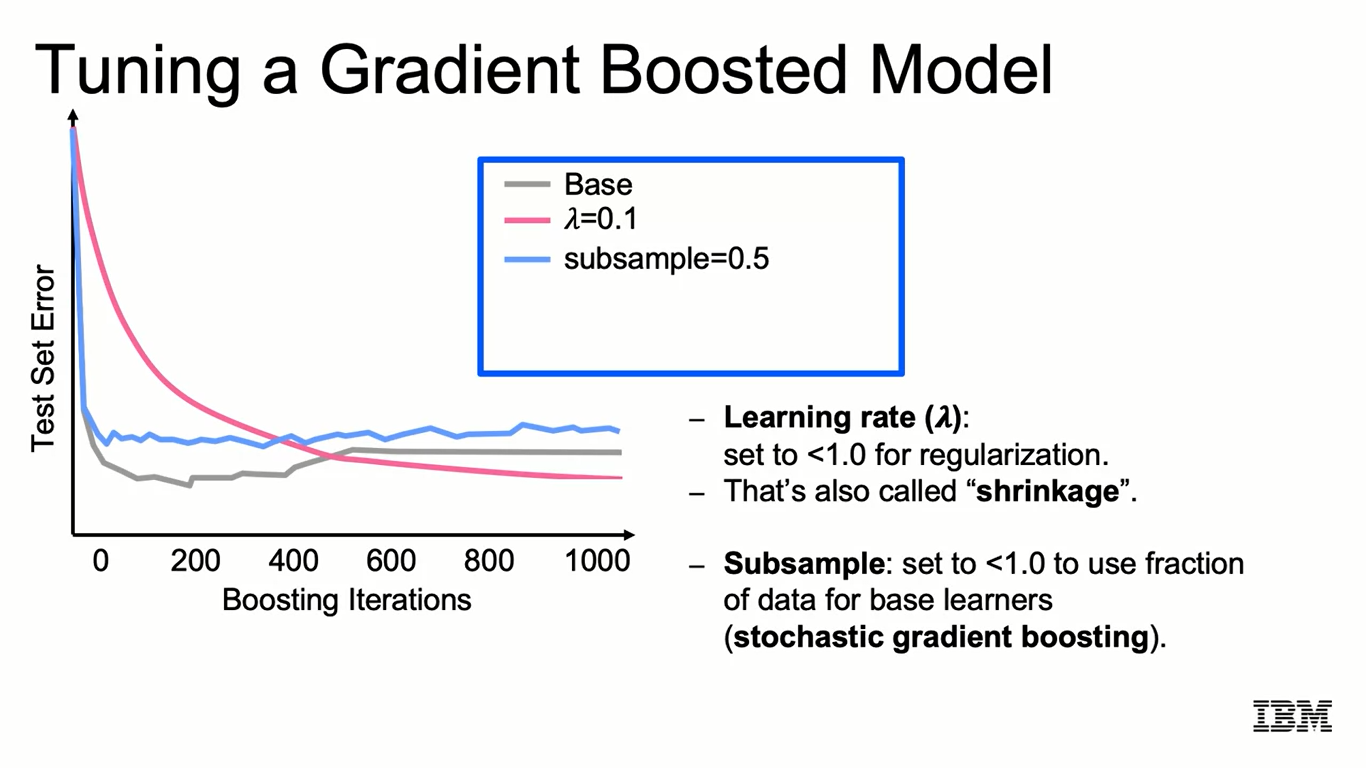 Tuning a Gradient Boosted Model
Test Set Error
Base
λ=0.1
subsample=0.5
0 200 400 600 800 1000
Boosting Iterations
– Learning rate (λ):
set to <1.0 for regularization.
– That’s also called “shrinkage”.
– Subsample: set to <1.0 to use fraction
of data for base learners
(stochastic gradient boosting).
IBM